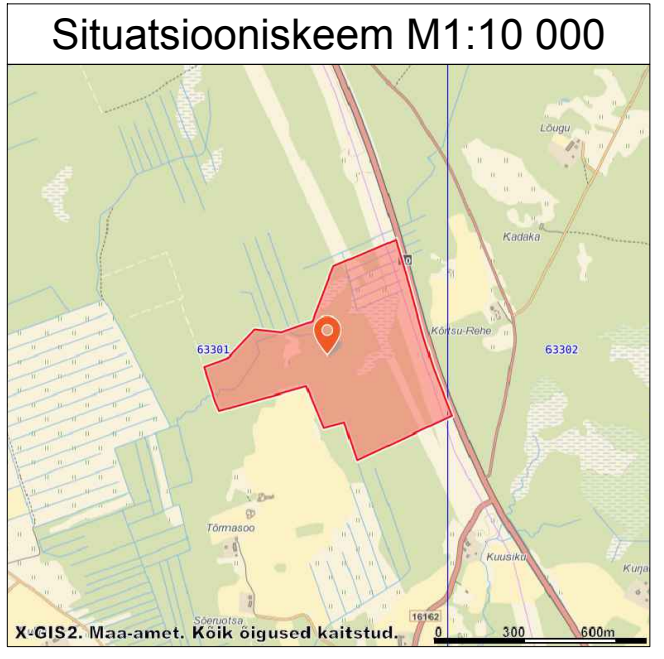 Situatsiooniskeem M1:10 000
Lõugu
Kadaka
Kõrtsu-Rehe
63301
63302
Tõrmasoo
Kuusiku
Sõeruotsa
16162
X-GIS2. Maa-amet. Kõik õigused kaitstud.
0 300 600m